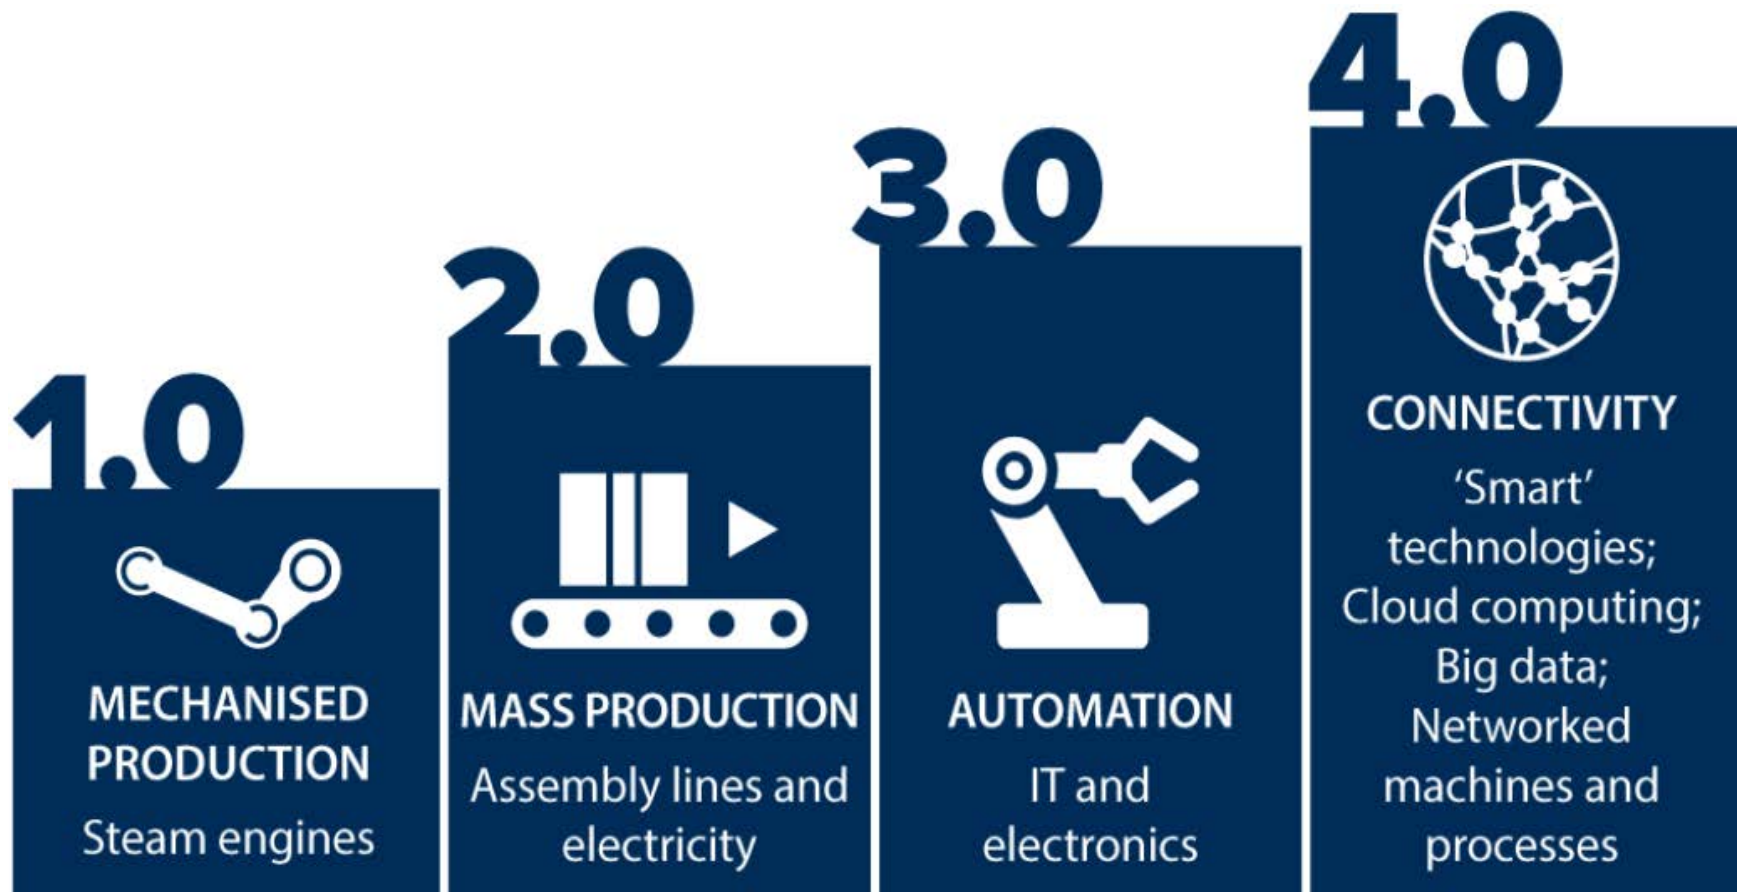 1.0
MECHANISED
PRODUCTION
Steam engines
2.0
MASS PRODUCTION
Assembly lines and
electricity
3.0
AUTOMATION
IT and
electronics
4.0
CONNECTIVITY
‘Smart’
technologies;
Cloud computing;
Big data;
Networked
machines and
processes